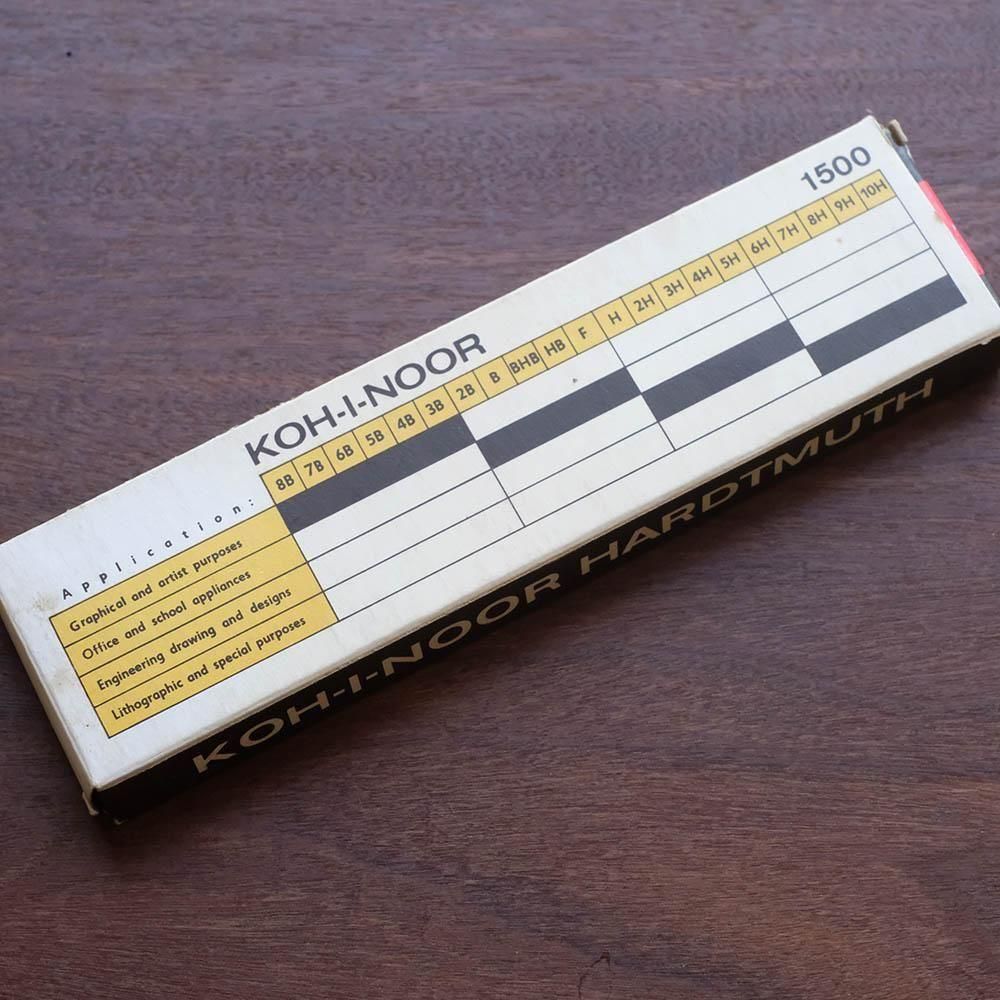 1500
KOH-I-NOOR
8B 7B 6B 5B 4B 3B 2B B BHB HB F H 2H 3H 4H 5H 6H 7H 8H 9H 10H
Application:
Graphical and artist purposes
Office and school appliances
Engineering drawing and designs
Lithographic and special purposes
KOH-I-NOOR HARDTMUTH